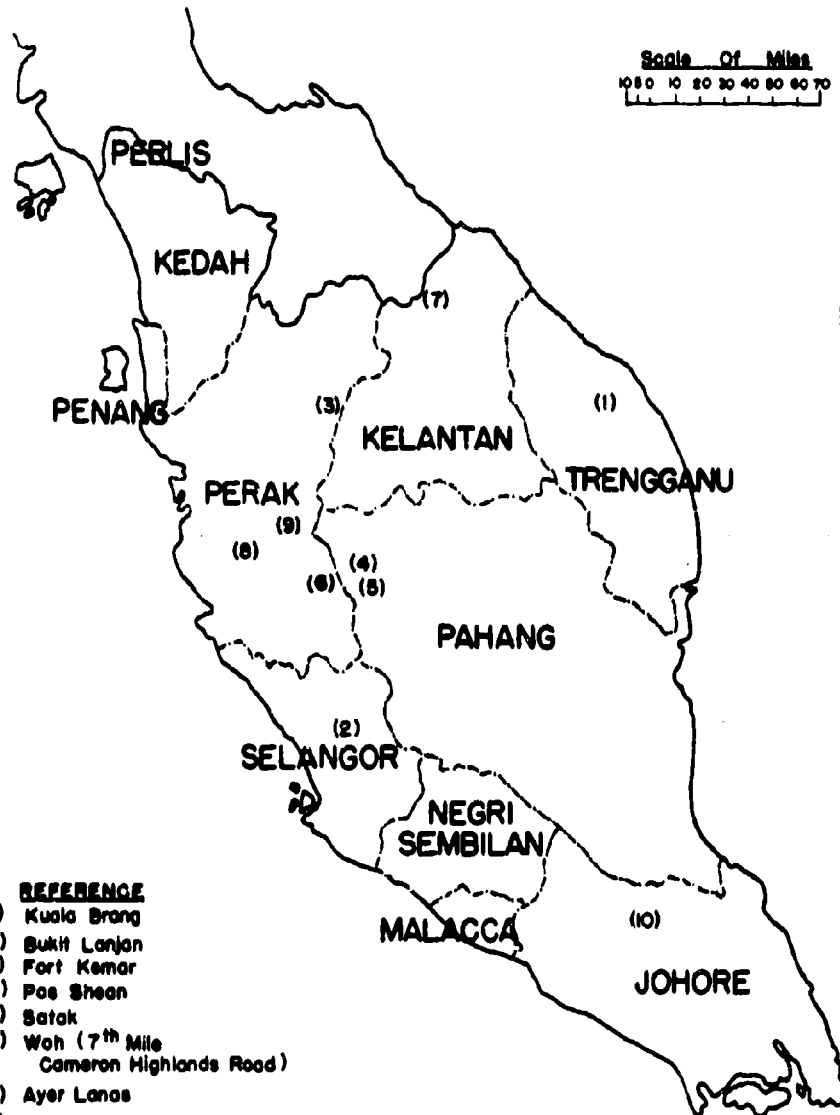 Scale Of Miles
10 5 0 10 20 30 40 50 60 70
PERLIS
KEDAH
(7)
PENANG
(3)
(1)
KELANTAN
TRENGGANU
PERAK
(9)
(8)
(4)
(6)
(5)
PAHANG
(2)
SELANGOR
NEGRI
SEMBILAN
MALACCA
(10)
JOHORE
REFERENCE
) Kuala Brang
) Bukit Lanjan
) Fort Kemar
) Pos Shean
) Satak
) Woh (7th Mile
Cameron Highlands Road)
) Ayer Lanas